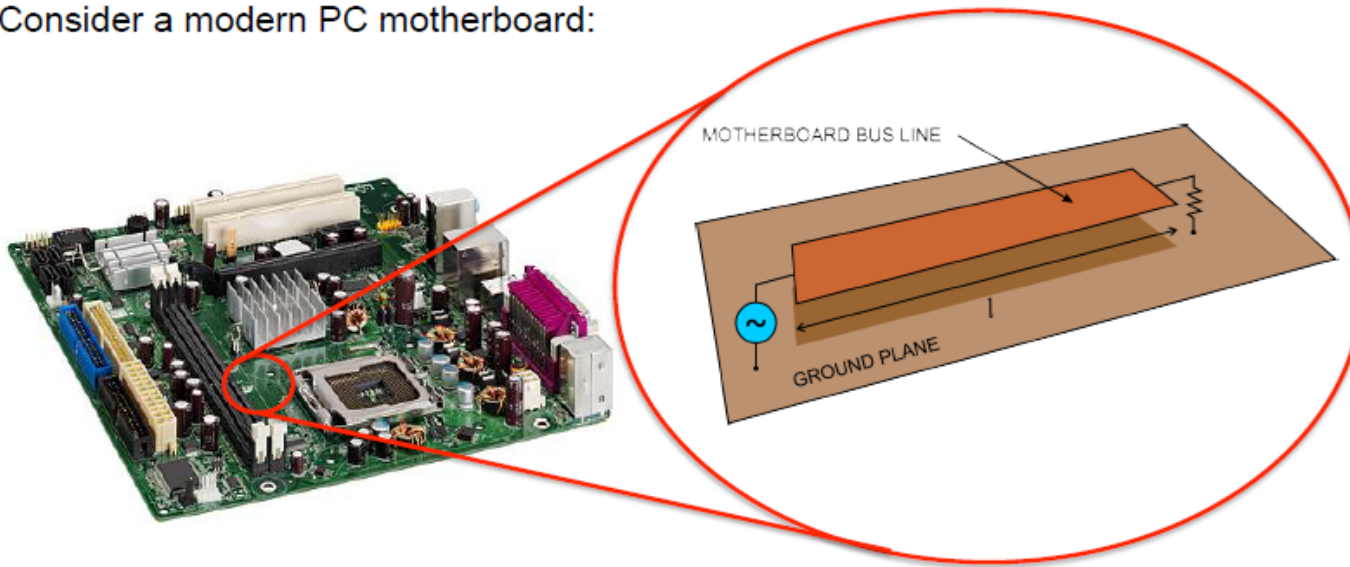 Consider a modern PC motherboard:
MOTHERBOARD BUS LINE
~
l
GROUND PLANE